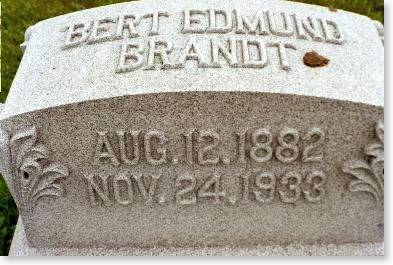 BERT EDMUND
BRANDT
AUG. 12. 1882
NOV. 24. 1933